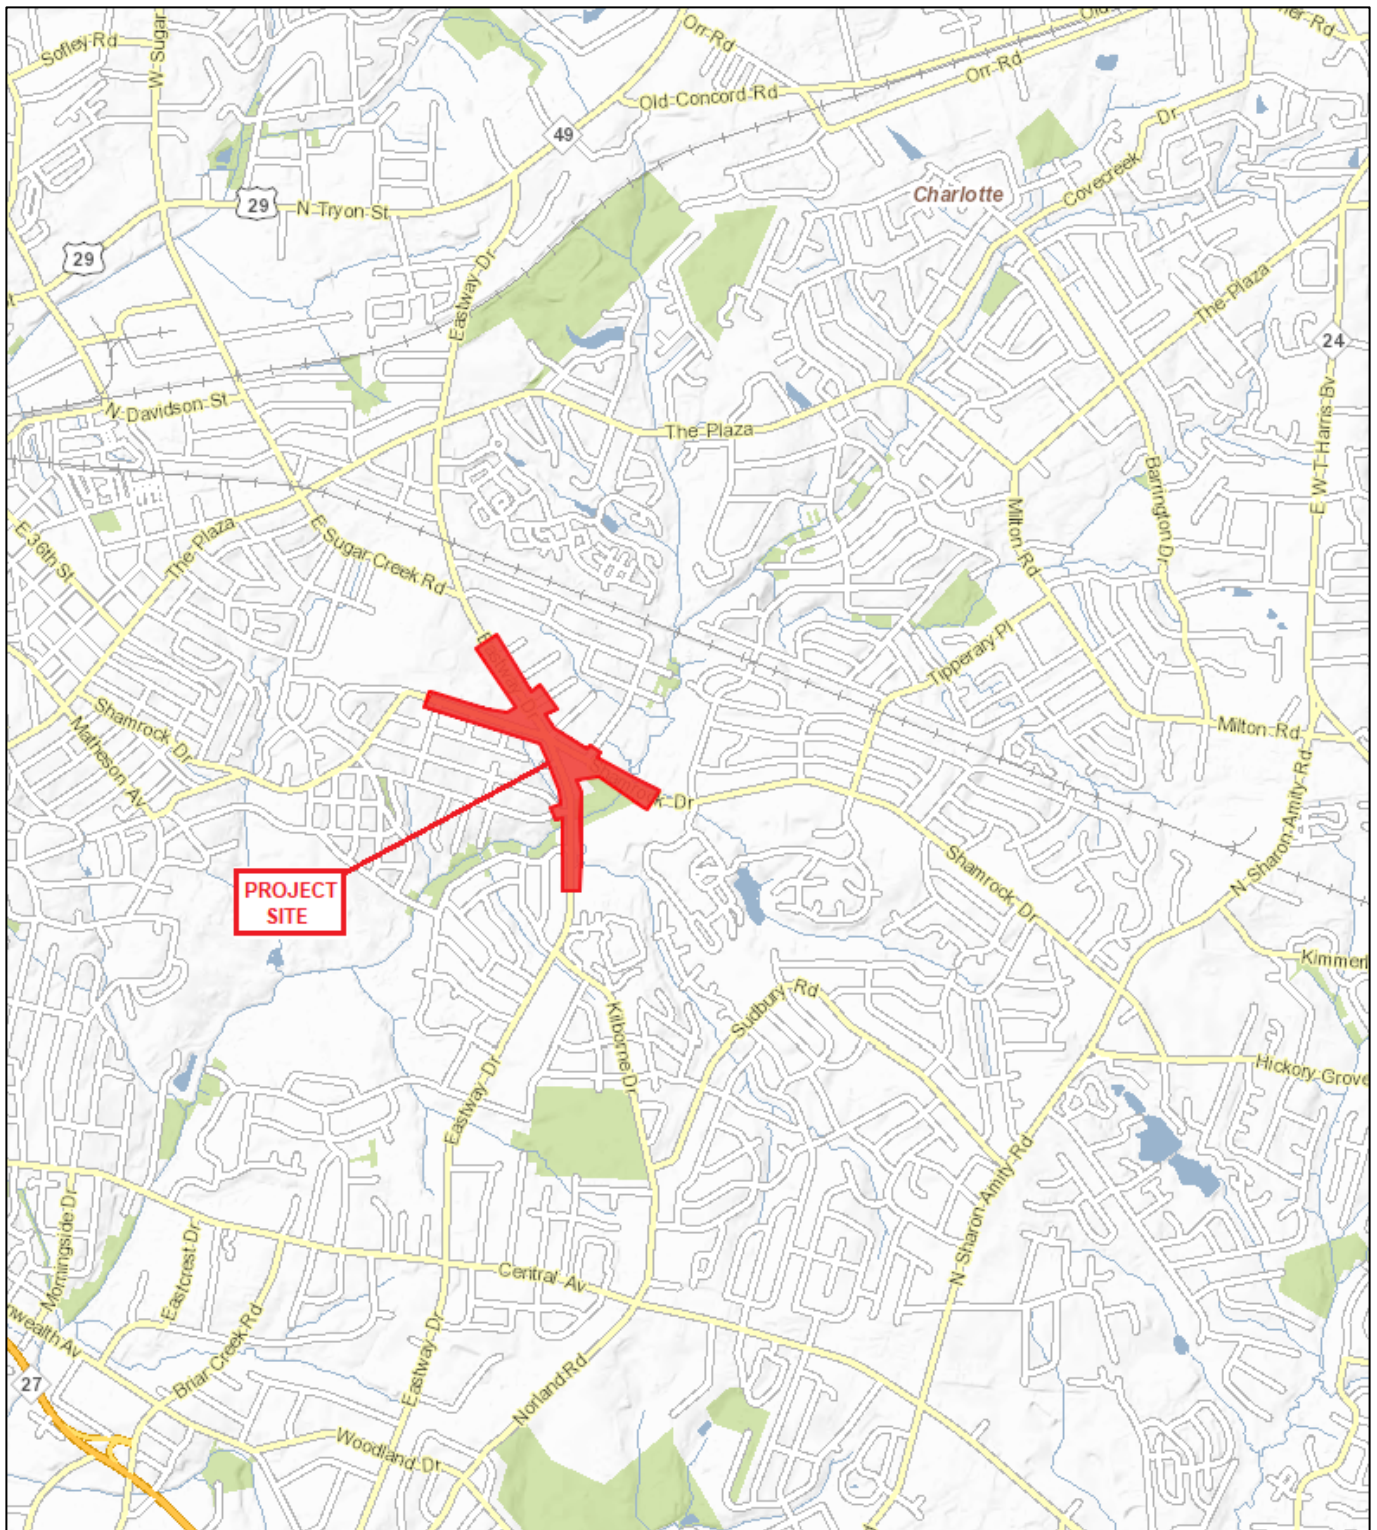 Orr-Rd
Sofley-Rd
W-Sugar
Orr-Rd
Old-Concord-Rd
49
Dr
Charlotte
Covecreek
29
N-Tryon-St
29
Eastway-Dr
The-Plaza
24
N-Davidson-St
The-Plaza
E-W-T-Harris-Bv
Barrington-Dr
Milton-Rd
E-36th-St
The-Plaza
E-Sugar-Creek-Rd
Tipperary-Pl
Shamrock-Dr
Matheson-Av
Milton-Rd
Dr
N-Sharon-Amity-Rd
Shamrock-Dr
PROJECT
SITE
Kimmerl
Sudbury-Rd
Kilborne-Dr
Hickory-Grove
Eastway-Dr
N-Sharon-Amity-Rd
Morningside-Dr
Eastcrest-Dr
Central-Av
nwealth-Av
Briar-Creek-Rd
Eastway-Dr
27
Norland-Rd
Woodland-Dr